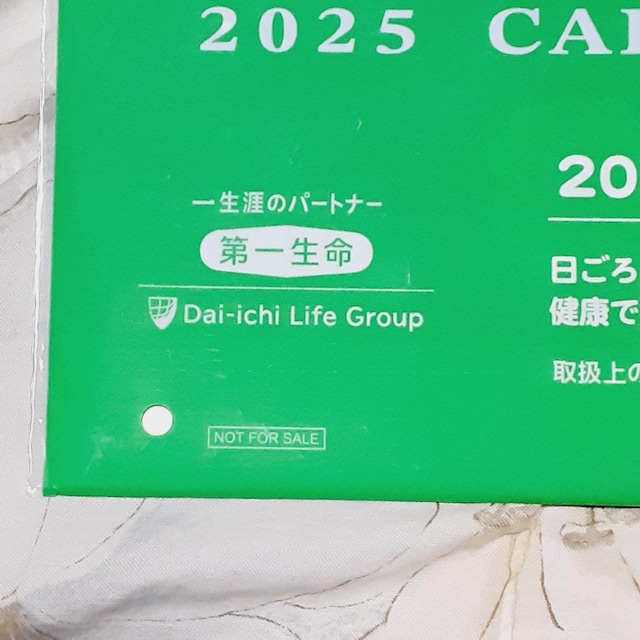 2025 CA
一生涯のパートナー
第一生命
Dai-ichi Life Group
NOT FOR SALE
20
日ごろ
健康で
取扱上の